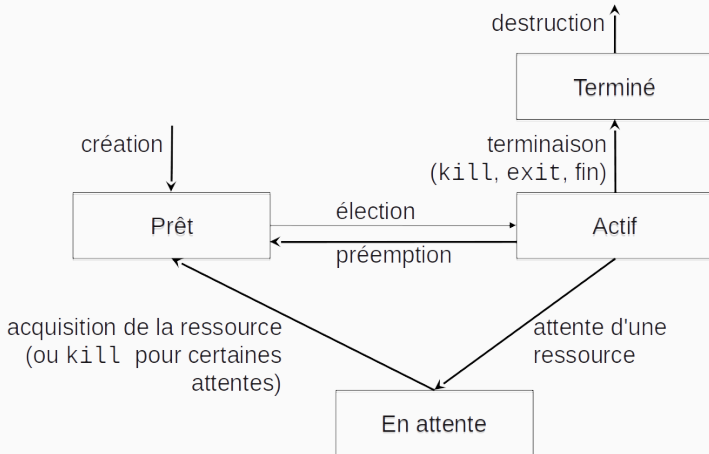 destruction
Terminé
création
terminaison
(kill, exit, fin)
Prêt
élection
Actif
préemption
acquisition de la ressource
(ou kill pour certaines
attentes)
attente d'une
ressource
En attente